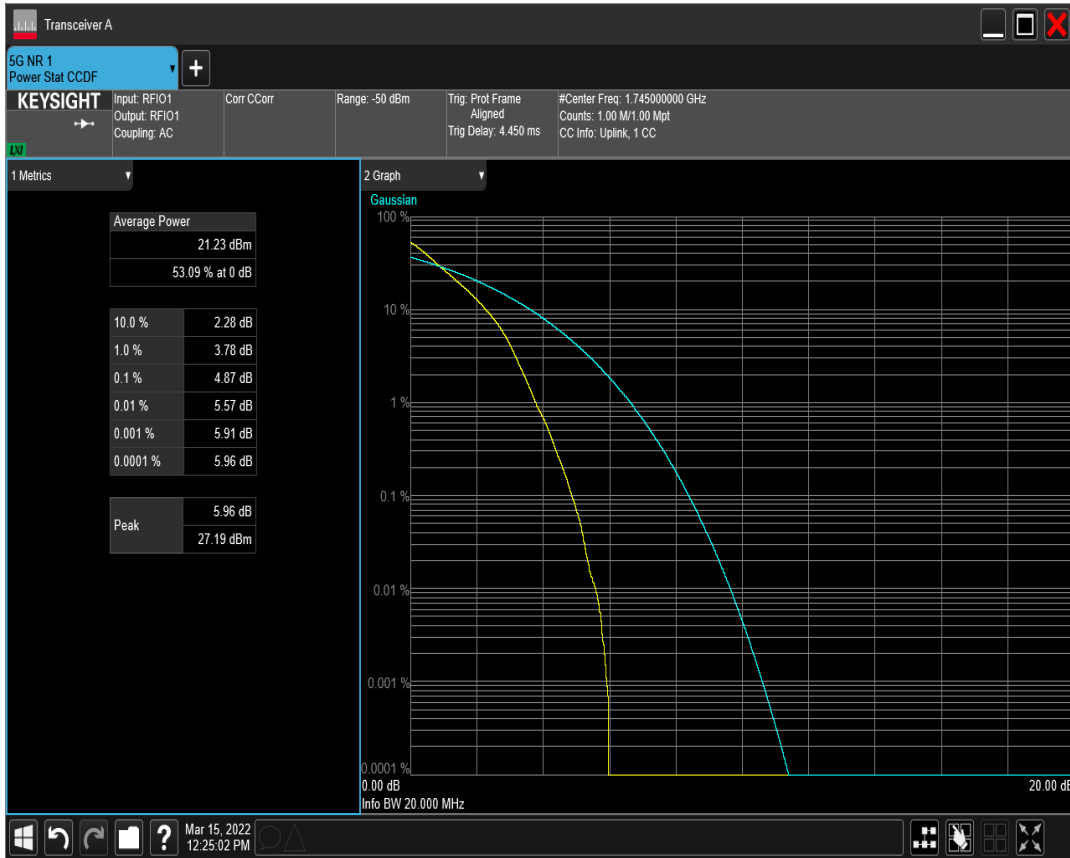 Transceiver A
5G NR 1
Power Stat CCDF
KEYSIGHT
LXI
Input: RFIO1
Output: RFIO1
Coupling: AC
Corr CCorr
Range: -50 dBm
Trig: Prot Frame
Aligned
Trig Delay: 4.450 ms
#Center Freq: 1.745000000 GHz
Counts: 1.00 M/1.00 Mpt
CC Info: Uplink, 1 CC
1 Metrics
Average Power
21.23 dBm
53.09 % at 0 dB
10.0 % 2.28 dB
1.0 % 3.78 dB
0.1 % 4.87 dB
0.01 % 5.57 dB
0.001 % 5.91 dB
0.0001 % 5.96 dB
Peak
5.96 dB
27.19 dBm
2 Graph
Gaussian
100 %
10 %
1 %
0.1 %
0.01 %
0.001 %
0.0001 %
0.00 dB
20.00 dB
Info BW 20.000 MHz
?
Mar 15, 2022
12:25:02 PM